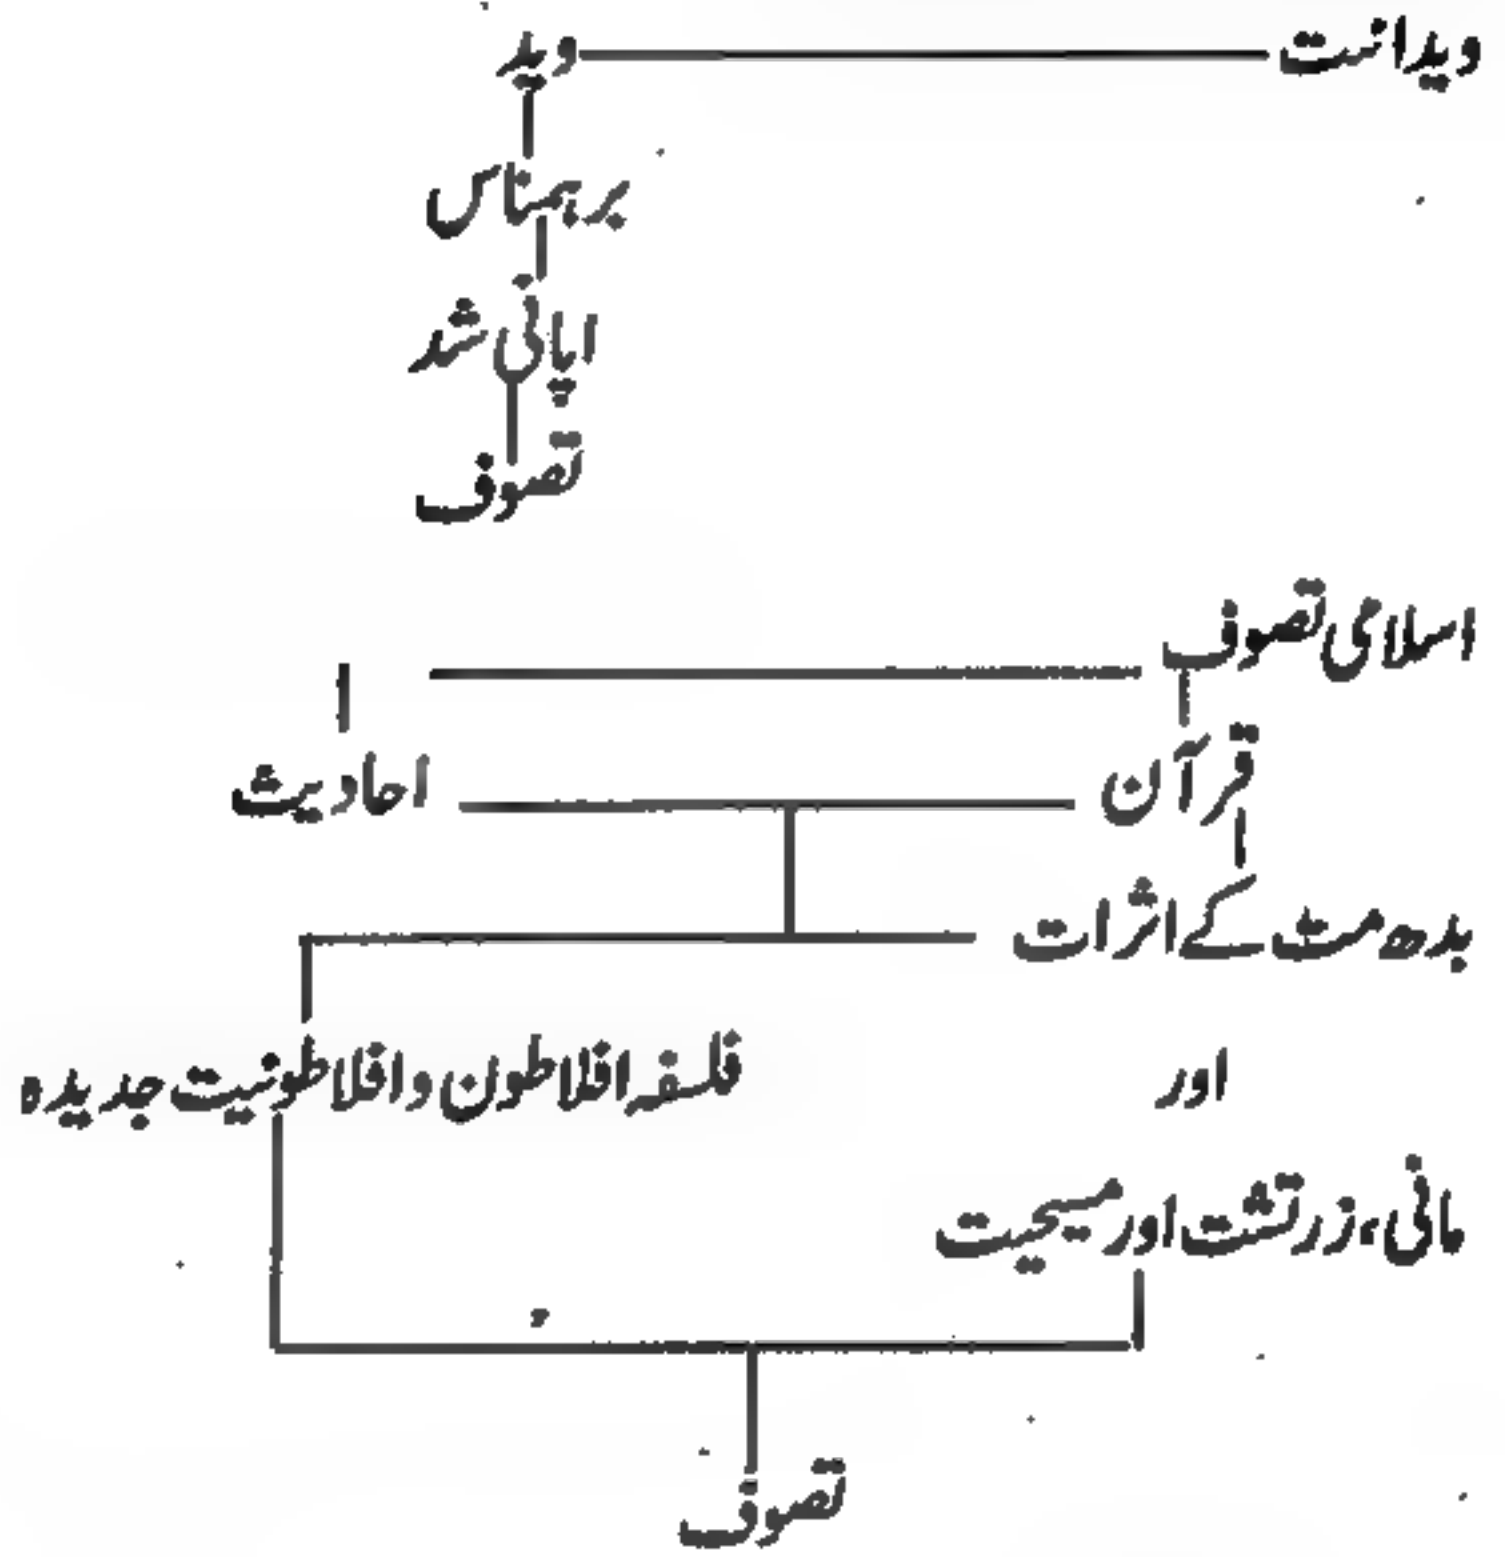 ویدانت وید
برہمناس
اپانی شد
تصوف
اسلامی تصوف
قرآن احادیث
بدھ مت کے اثرات
اور فلسفہ افلاطون و افلاطونیت جدیدہ
مانی، زرتشت اور مسیحیت
تصوف